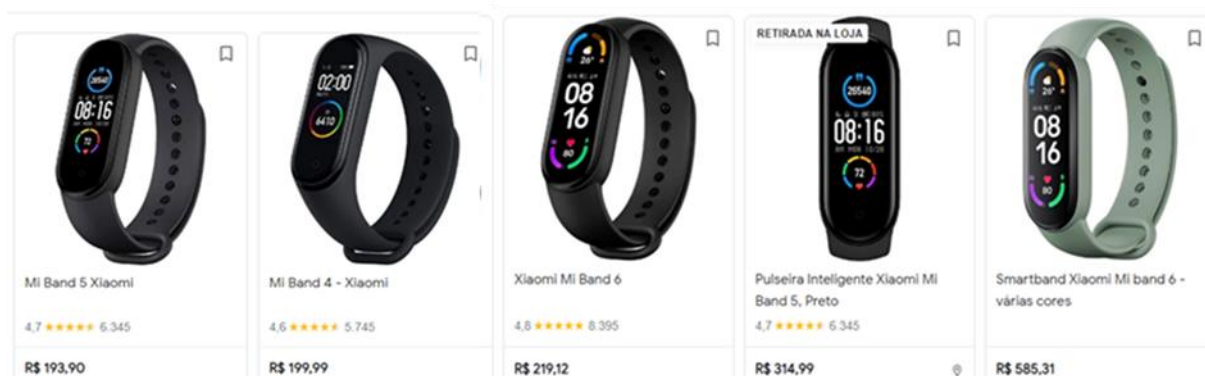 26540
08:16
72
Mi Band 5 Xiaomi
4,7 6.345
R$ 193,90
02:00
6410
Mi Band 4 - Xiaomi
4,6 5.745
R$ 199,99
26°
08
16
80
Xiaomi Mi Band 6
4,8 8.395
R$ 219,12
RETIRADA NA LOJA
26540
08:16
72
Pulseira Inteligente Xiaomi Mi
Band 5, Preto
4,7 6.345
R$ 314,99
26°
08
16
80
Smartband Xiaomi Mi band 6 -
várias cores
R$ 585,31